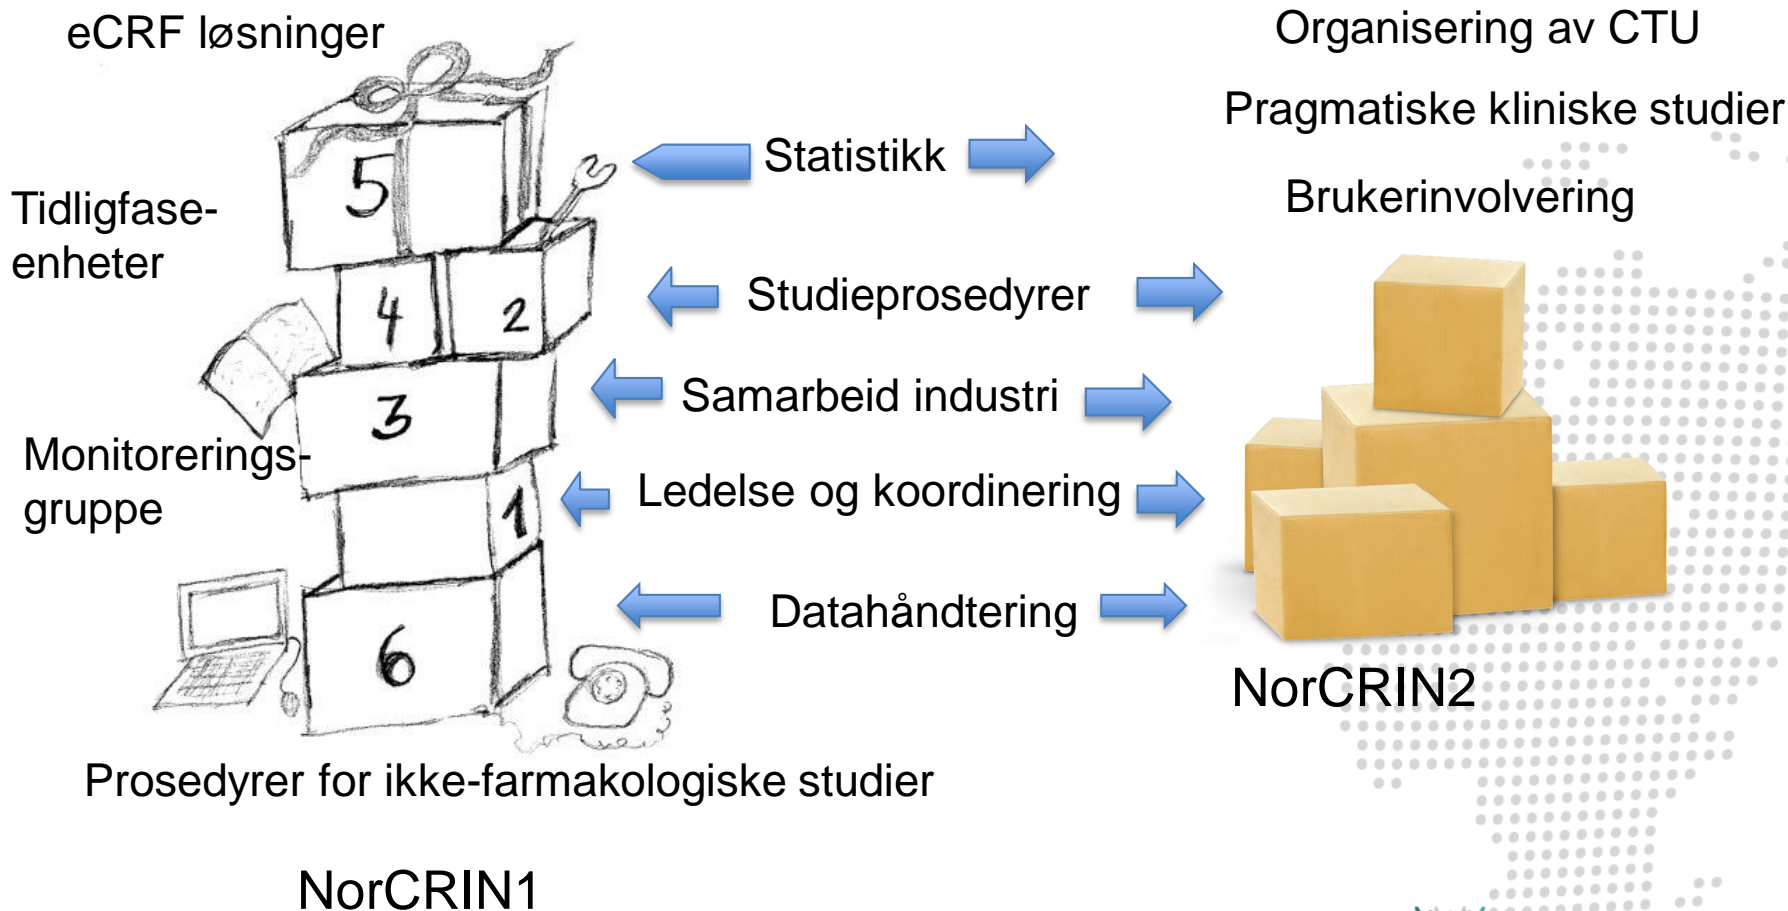 eCRF løsninger
Organisering av CTU
Pragmatiske kliniske studier
Statistikk
5
Tidligfase-
enheter
Brukerinvolvering
Studieprosedyrer
4
2
Samarbeid industri
3
Monitorerings-
gruppe
Ledelse og koordinering
1
Datahåndtering
6
NorCRIN2
Prosedyrer for ikke-farmakologiske studier
NorCRIN1